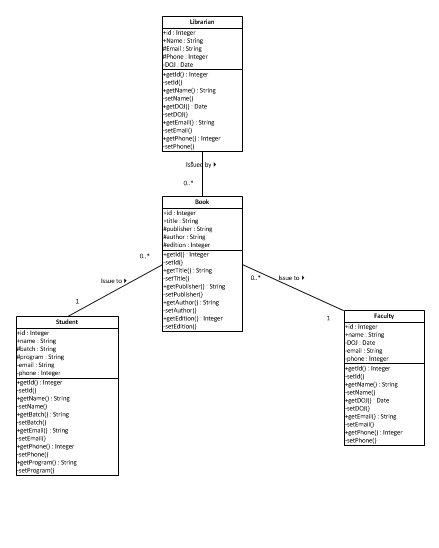 Librarian
+id : Integer
+Name : String
#Email : String
#Phone : Integer
-DOJ : Date
+getId() : Integer
-setId()
+getName() : String
-setName()
+getDOJ() : Date
-setDOJ()
+getEmail() : String
-setEmail()
+getPhone() : Integer
-setPhone()
Issued by
0..*
Book
+id : Integer
+title : String
#publisher : String
#author : String
#edition : Integer
+getId() : Integer
-setId()
+getTitle() : String
-setTitle()
+getPublisher() : String
-setPublisher()
+getAuthor() : String
-setAuthor()
+getEdition() : Integer
-setEdition()
0..*
Issue to
1
0..*
Issue to
1
Student
+id : Integer
+name : String
#batch : String
#program : String
-email : String
-phone : Integer
+getId() : Integer
-setId()
+getName() : String
-setName()
+getBatch() : String
-setBatch()
+getEmail() : String
-setEmail()
+getPhone() : Integer
-setPhone()
+getProgram() : String
-setProgram()
Faculty
+id : Integer
+name : String
-DOJ : Date
-email : String
-phone : Integer
+getId() : Integer
-setId()
+getName() : String
-setName()
+getDOJ() : Date
-setDOJ()
+getEmail() : String
-setEmail()
+getPhone() : Integer
-setPhone()